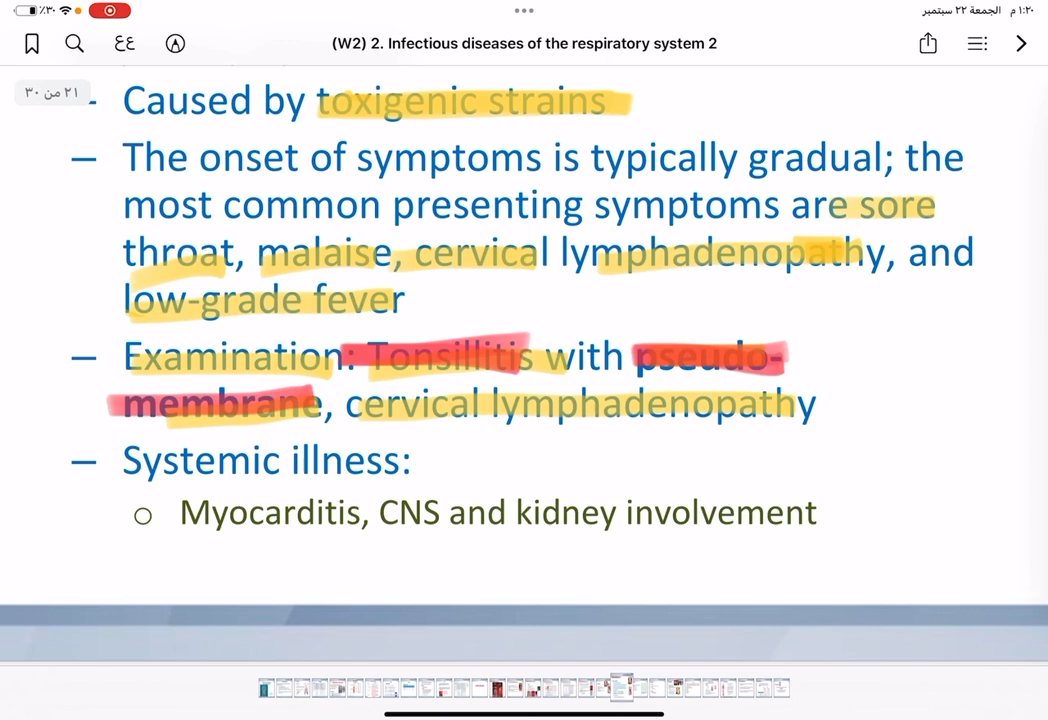 ٪٣٠ ١:٢٠ م الجمعة ٢٢ سبتمبر
عع (W2) 2. Infectious diseases of the respiratory system 2
٢١ من ٣٠
– Caused by toxigenic strains
– The onset of symptoms is typically gradual; the
most common presenting symptoms are sore
throat, malaise, cervical lymphadenopathy, and
low-grade fever
– Examination: Tonsillitis with pseudo-
membrane, cervical lymphadenopathy
– Systemic illness:
o Myocarditis, CNS and kidney involvement